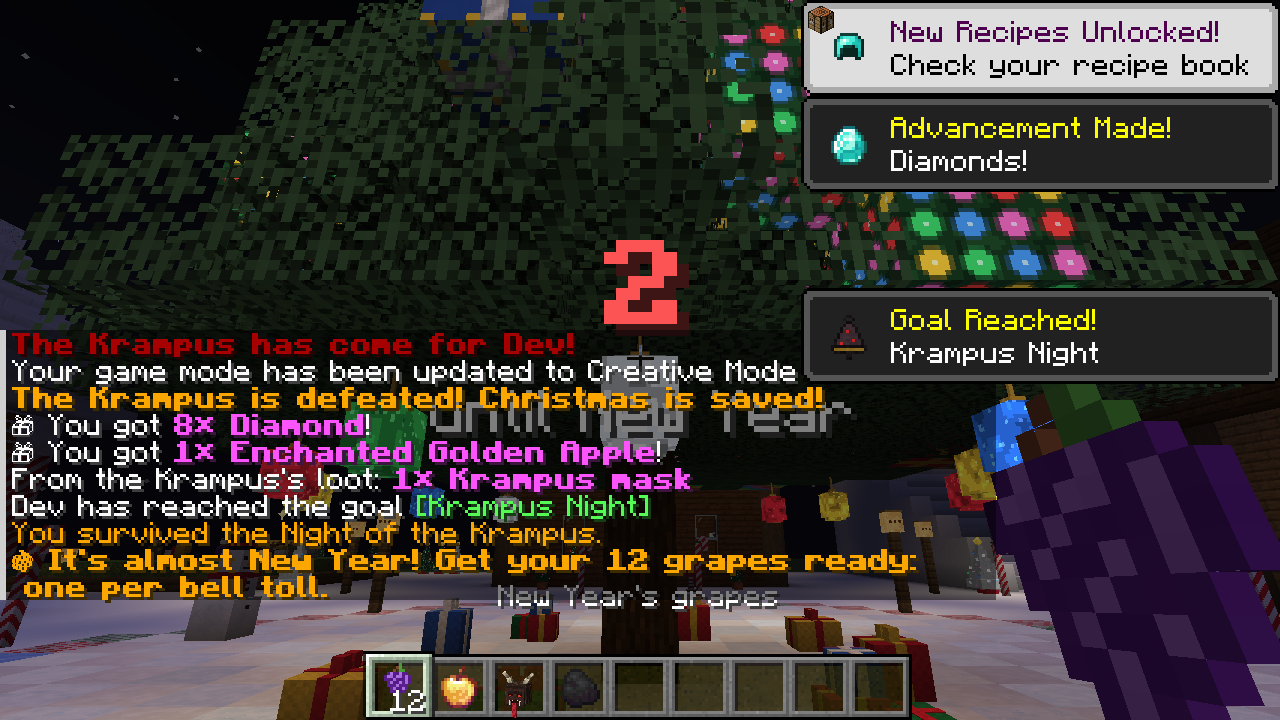 New Recipes Unlocked!
Check your recipe book
Advancement Made!
Diamonds!
2
Goal Reached!
Krampus Night
The Krampus has come for Dev!
Your game mode has been updated to Creative Mode
The Krampus is defeated! Christmas is saved!
until New Year
You got 8x Diamond!
You got 1x Enchanted Golden Apple!
From the Krampus's loot: 1x Krampus mask
Dev has reached the goal [Krampus Night]
You survived the Night of the Krampus.
It's almost New Year! Get your 12 grapes ready:
one per bell toll.
New Year's grapes
12